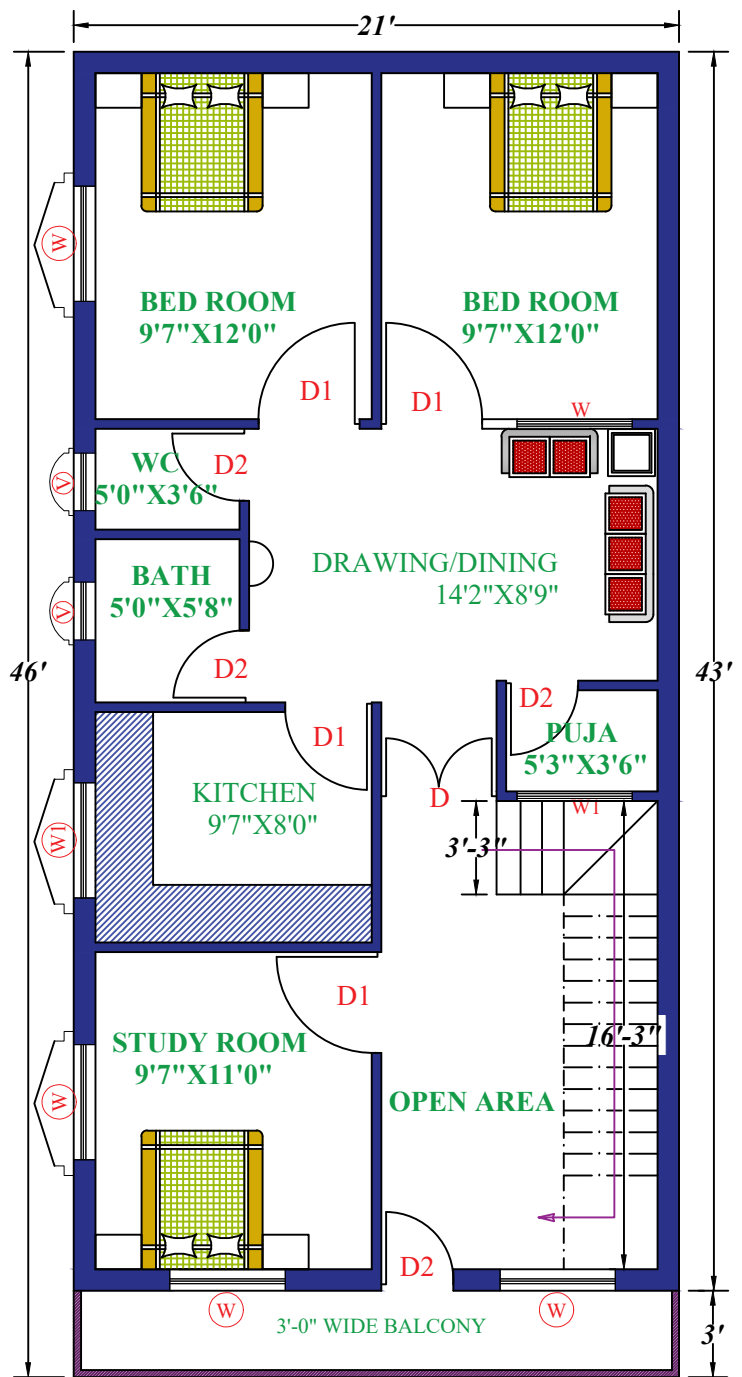 21'
BED ROOM
9'7"X12'0"
BED ROOM
9'7"X12'0"
W
D1
D1
W
WC
5'0"X3'6"
D2
V
DRAWING/DINING
14'2"X8'9"
BATH
5'0"X5'8"
V
D2
46'
43'
D2
D1
PUJA
5'3"X3'6"
KITCHEN
9'7"X8'0"
D
W1
W1
3'-3"
D1
STUDY ROOM
9'7"X11'0"
16'-3"
W
OPEN AREA
D2
W
W
3'-0" WIDE BALCONY
3'